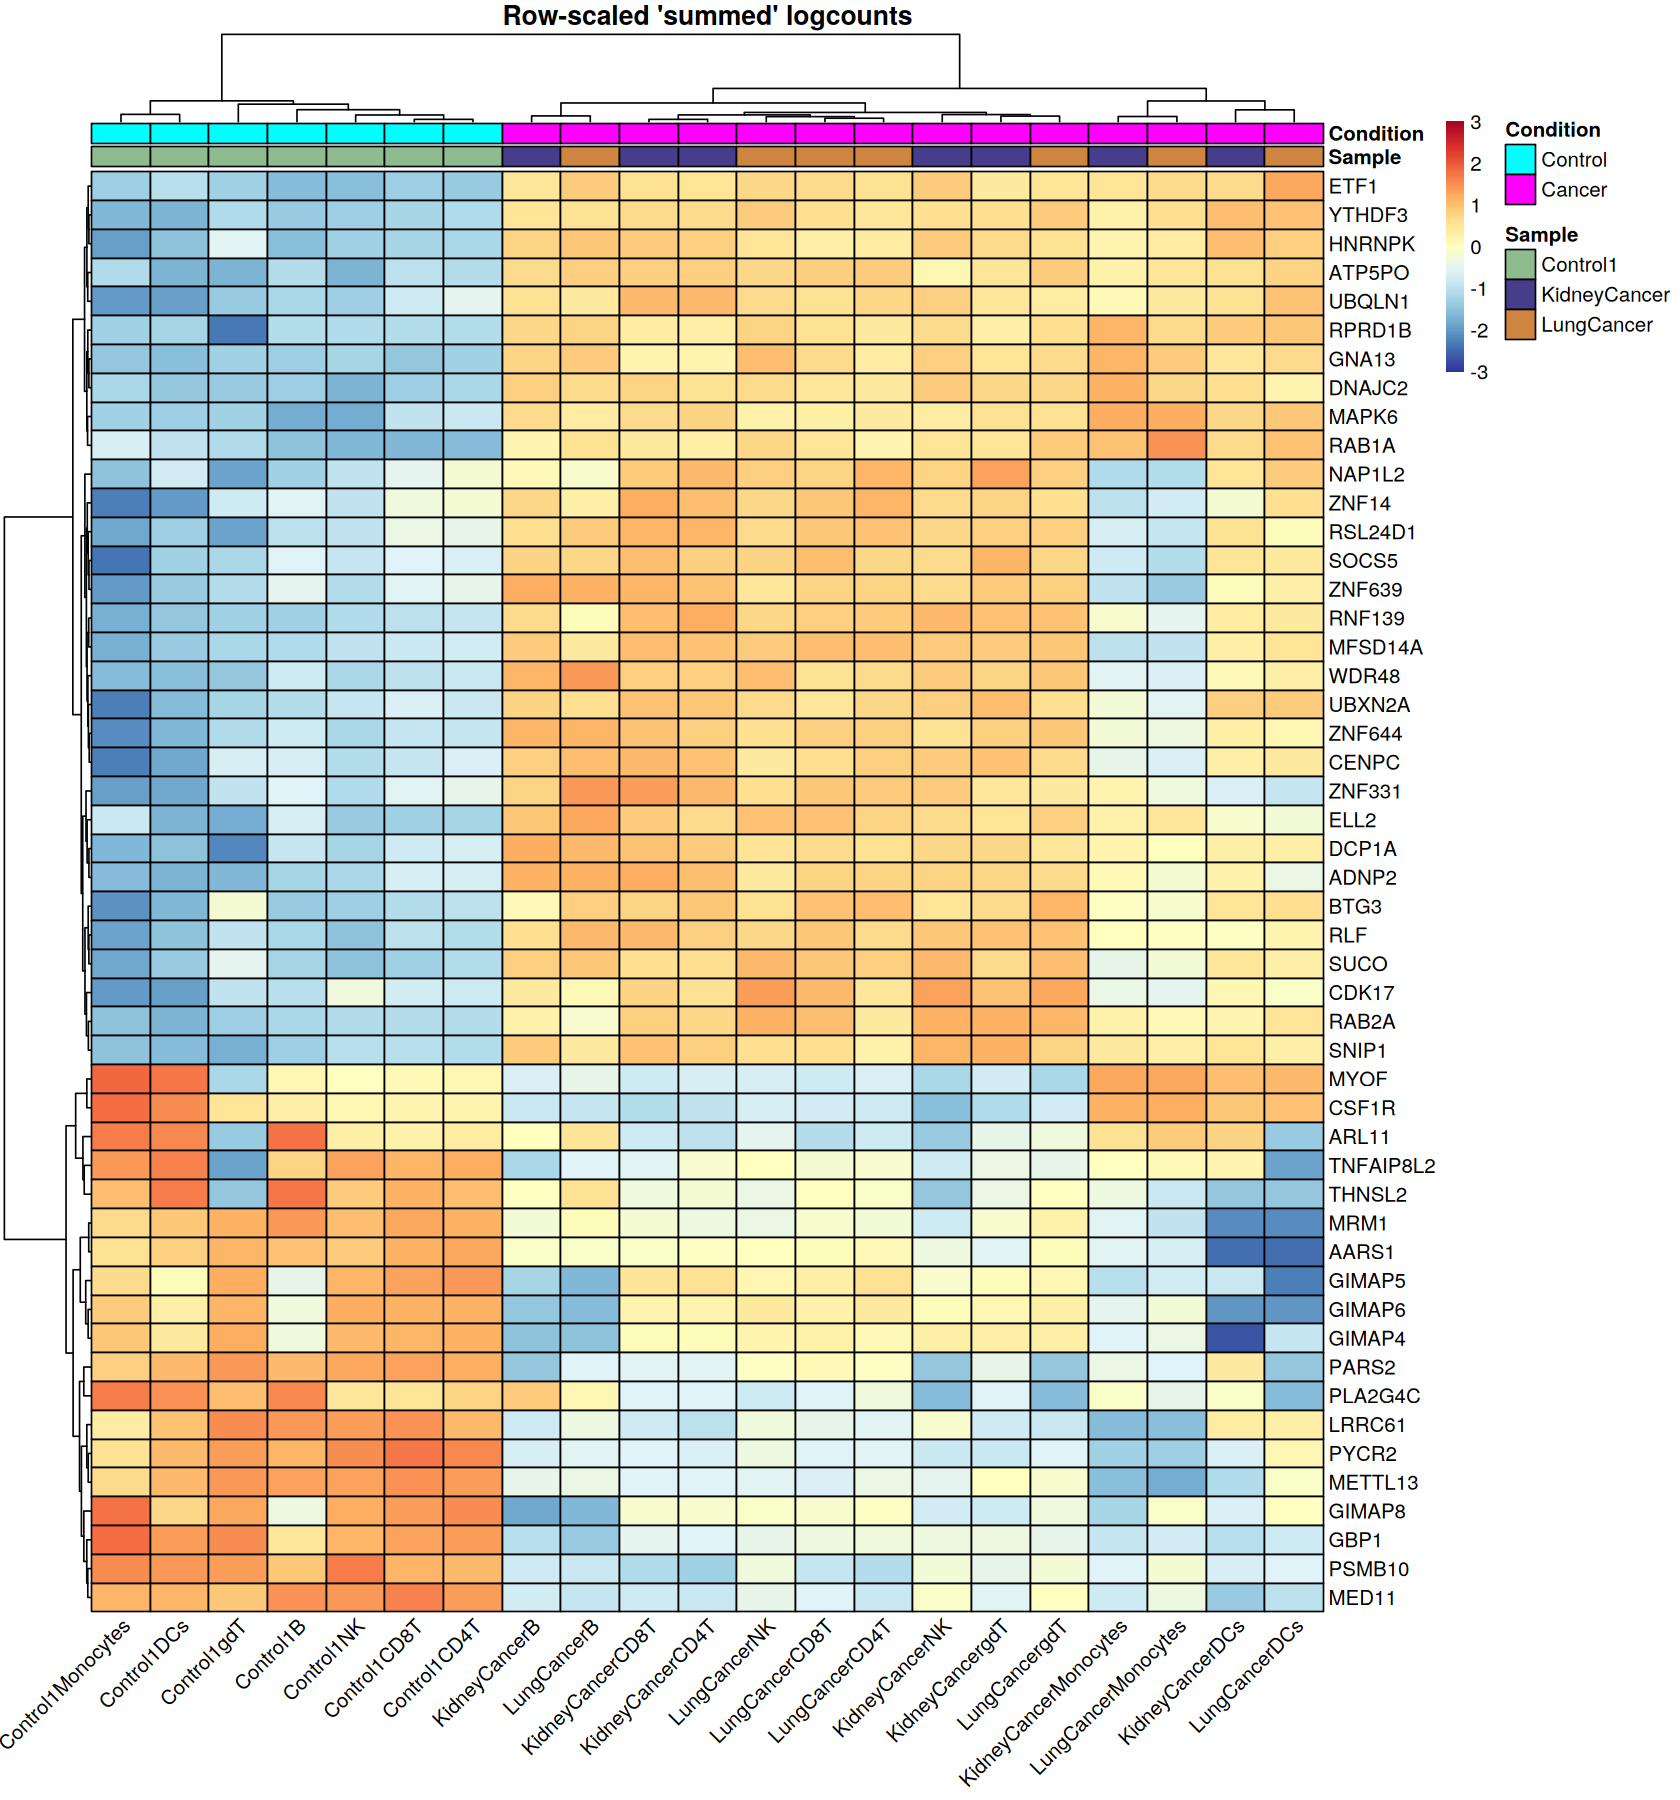 Row-scaled 'summed' logcounts
Condition
Sample
ETF1
YTHDF3
HNRNPK
ATP5PO
UBQLN1
RPRD1B
GNA13
DNAJC2
MAPK6
RAB1A
NAP1L2
ZNF14
RSL24D1
SOCS5
ZNF639
RNF139
MFSD14A
WDR48
UBXN2A
ZNF644
CENPC
ZNF331
ELL2
DCP1A
ADNP2
BTG3
RLF
SUCO
CDK17
RAB2A
SNIP1
MYOF
CSF1R
ARL11
TNFAIP8L2
THNSL2
MRM1
AARS1
GIMAP5
GIMAP6
GIMAP4
PARS2
PLA2G4C
LRRC61
PYCR2
METTL13
GIMAP8
GBP1
PSMB10
MED11
3
2
1
0
-1
-2
-3
Condition
Control
Cancer
Sample
Control1
KidneyCancer
LungCancer
Control1Monocytes
Control1DCs
Control1gdT
Control1B
Control1NK
Control1CD8T
Control1CD4T
KidneyCancerB
LungCancerB
KidneyCancerCD8T
KidneyCancerCD4T
LungCancerNK
LungCancerCD8T
LungCancerCD4T
KidneyCancerNK
KidneyCancergdT
LungCancergdT
KidneyCancerMonocytes
LungCancerMonocytes
KidneyCancerDCs
LungCancerDCs